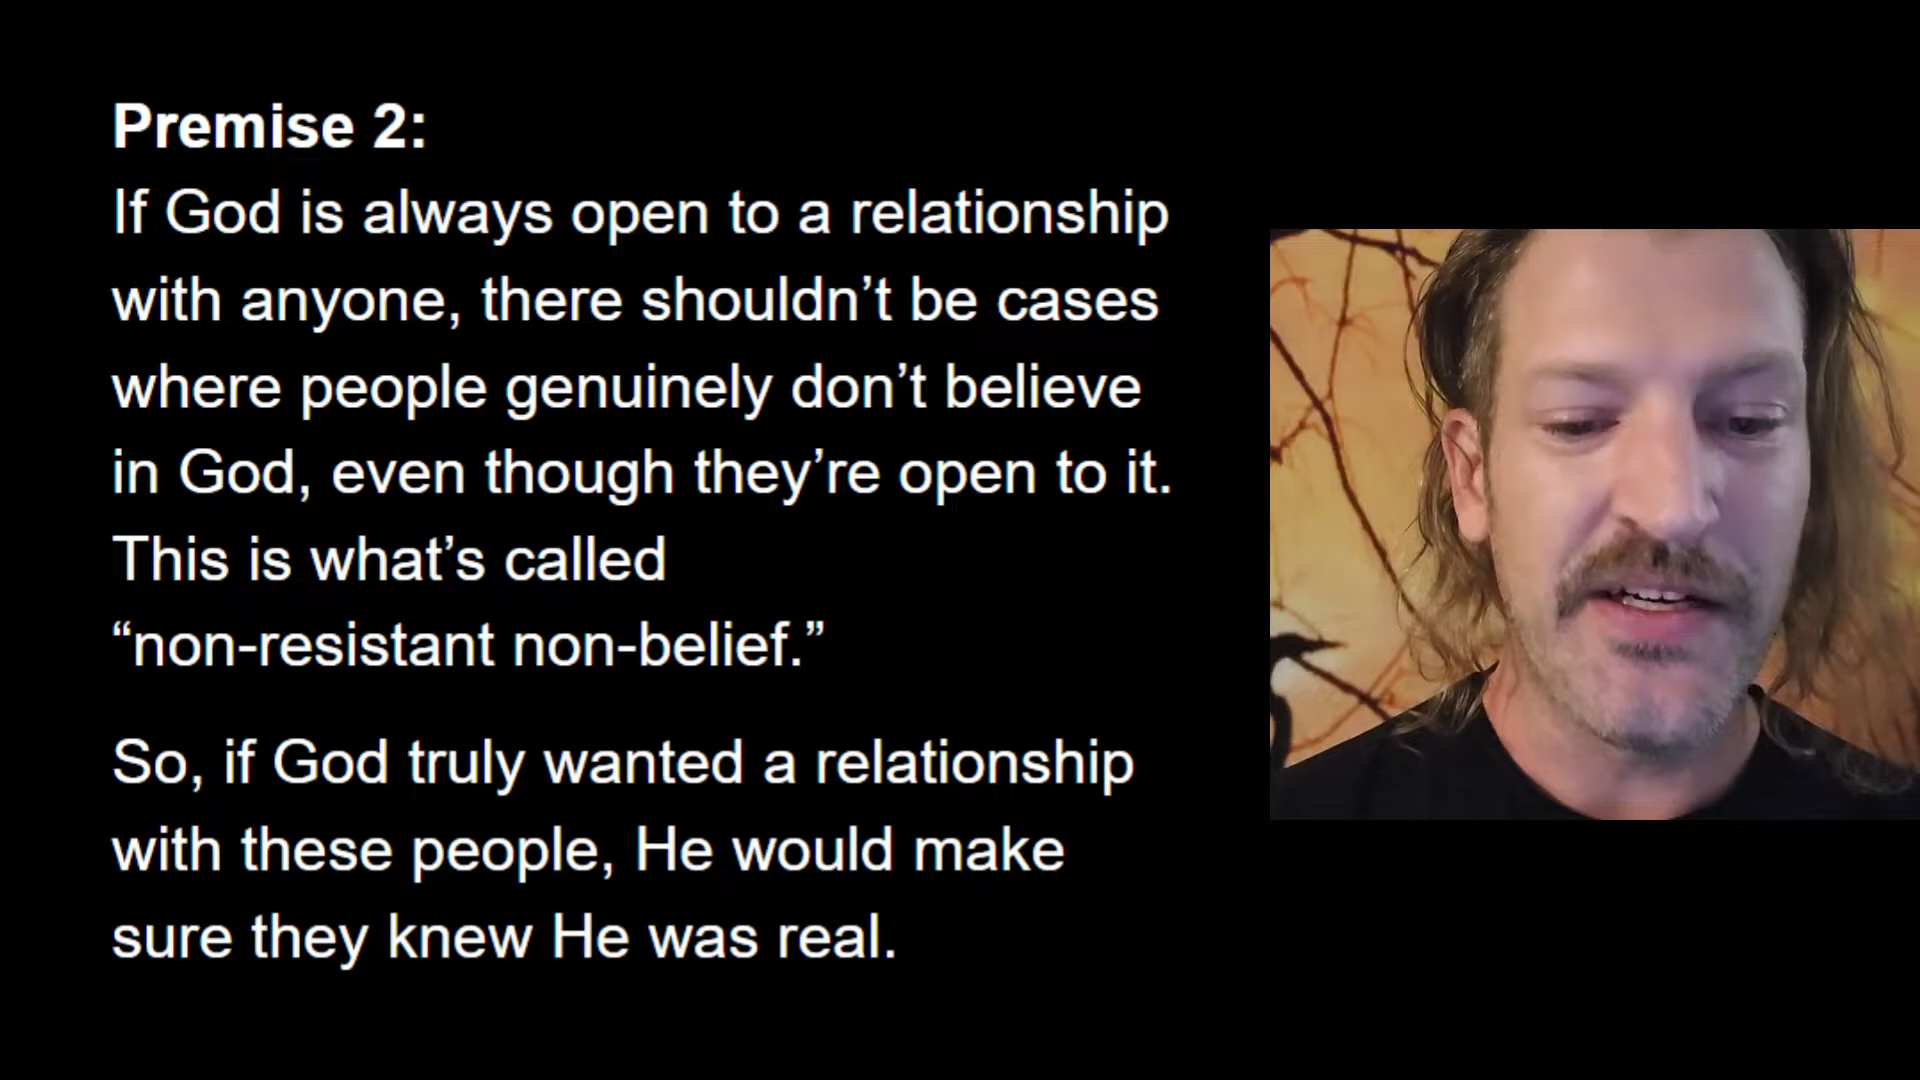 Premise 2:
If God is always open to a relationship
with anyone, there shouldn’t be cases
where people genuinely don’t believe
in God, even though they’re open to it.
This is what’s called
“non-resistant non-belief.”
So, if God truly wanted a relationship
with these people, He would make
sure they knew He was real.